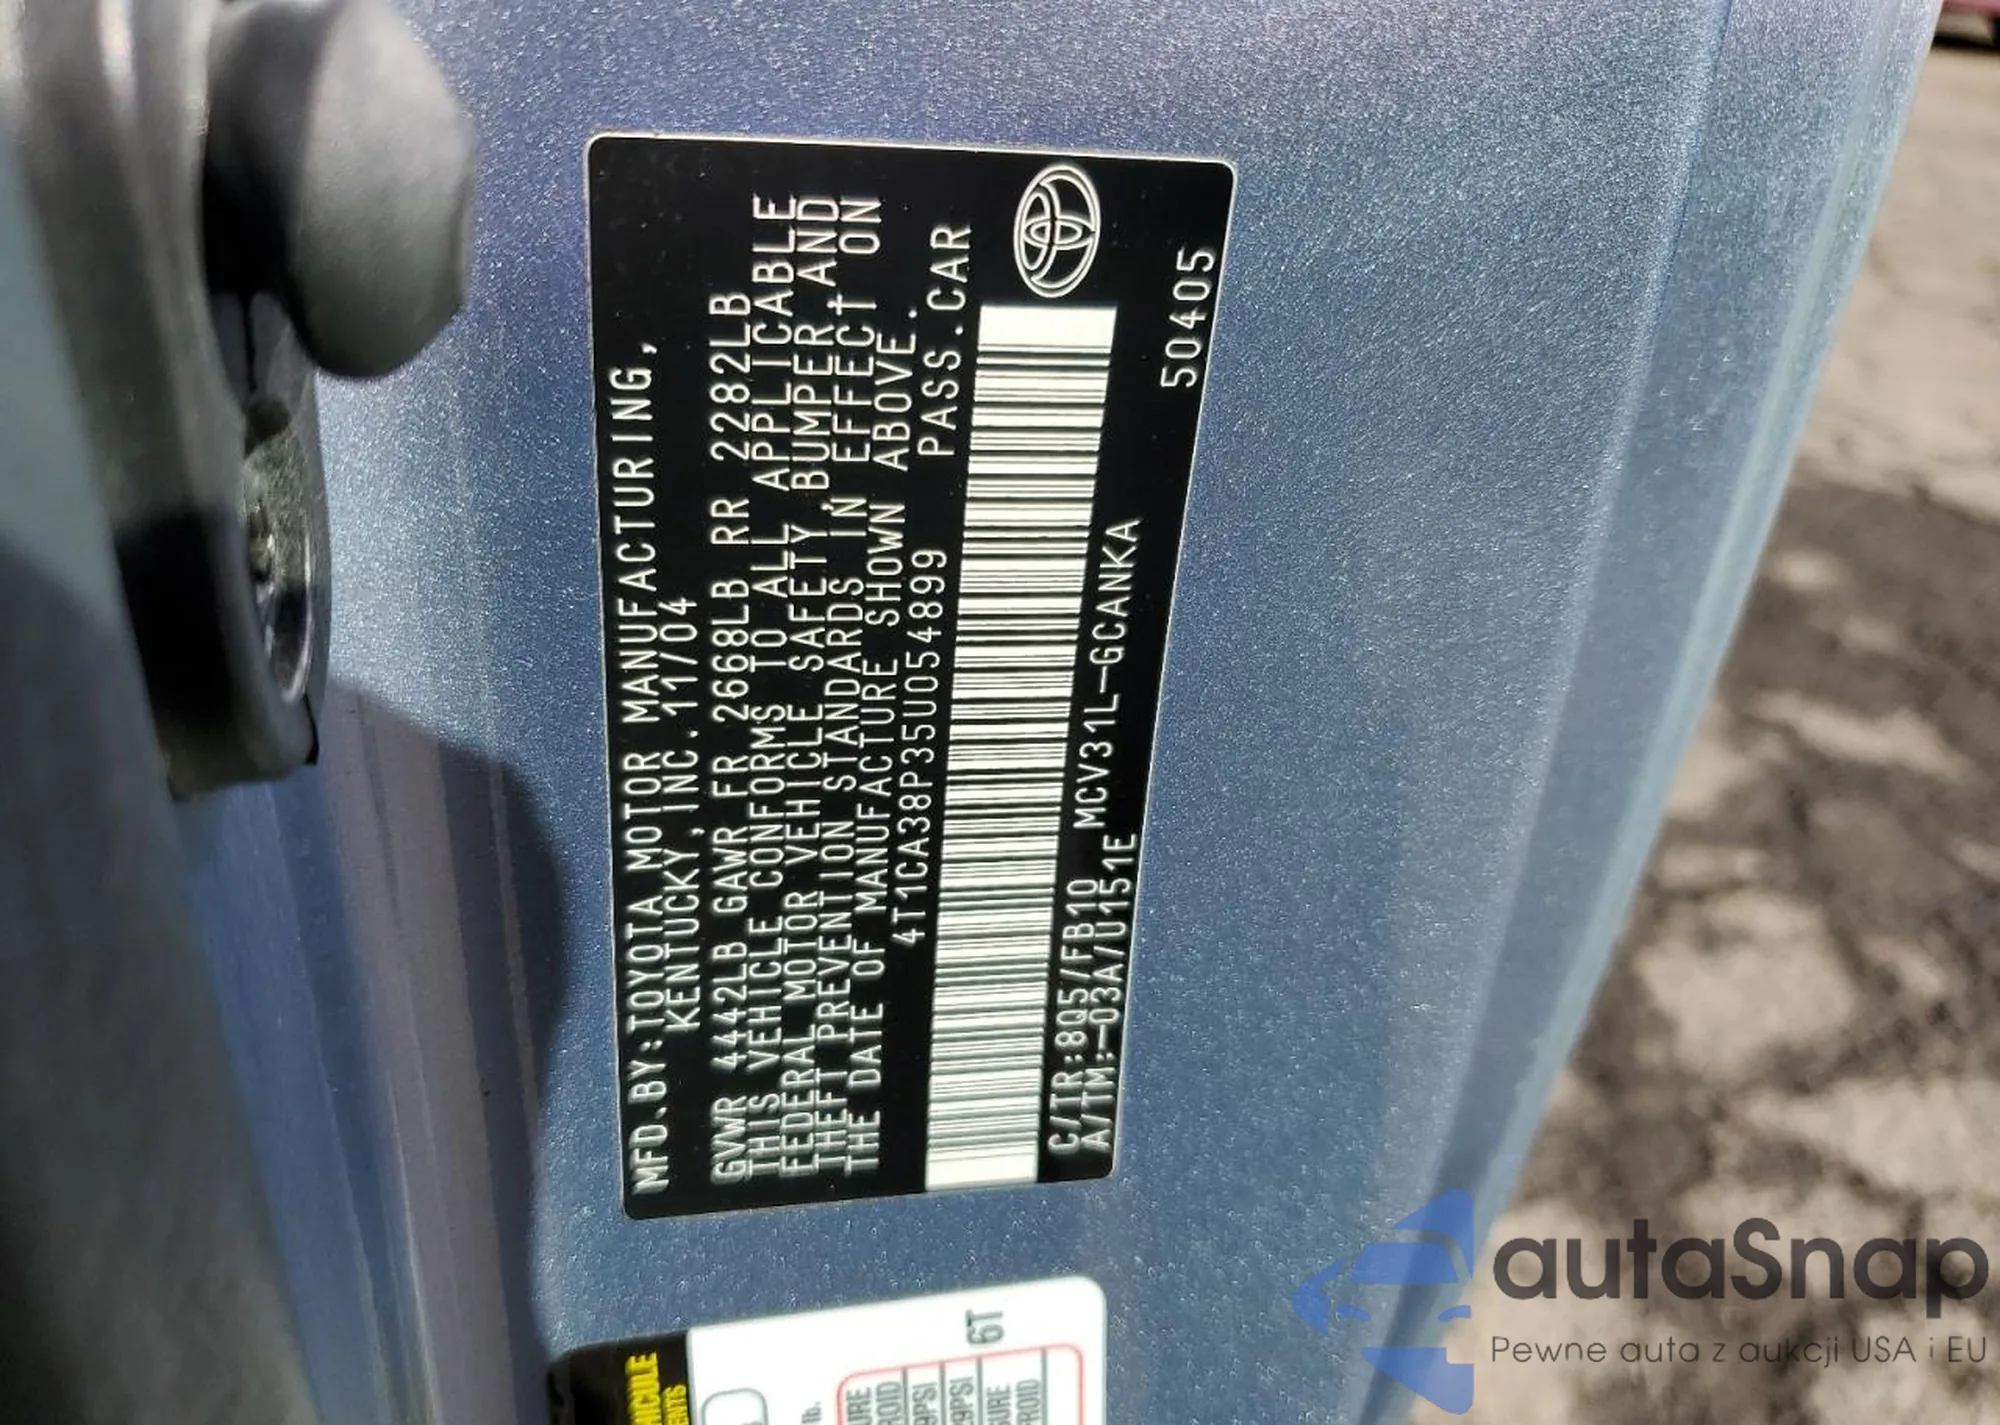 MFD.BY:TOYOTA MOTOR MANUFACTURING,
KENTUCKY,INC.11/04
GVWR 4442LB GAWR FR 2668LB RR 2282LB
THIS VEHICLE CONFORMS TO ALL APPLICABLE
FEDERAL MOTOR VEHICLE SAFETY,BUMPER,AND
THEFT PREVENTION STANDARDS IN EFFECT ON
THE DATE OF MANUFACTURE SHOWN ABOVE.
4T1CA38P35U054899 PASS.CAR
C/TR:8Q5/FB10 MCV31L-GCANKA
A/TM:-03A/U151E
50405
6T
autaSnap
Pewne auta z aukcji USA i EU